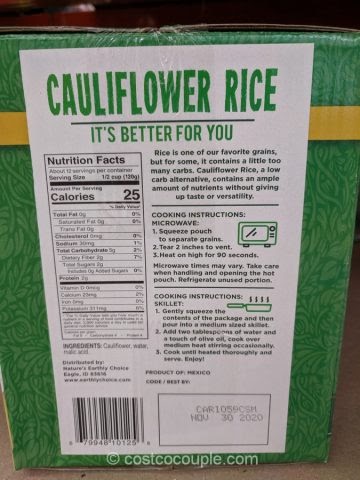 CAULIFLOWER RICE
IT'S BETTER FOR YOU
Nutrition Facts
About 12 servings per container
Serving Size 1/2 cup (120g)
Amount Per Serving
Calories 25
% Daily Value*
Total Fat 0g 0%
Saturated Fat 0g 0%
Trans Fat 0g
Cholesterol 0mg 0%
Sodium 30mg 1%
Total Carbohydrate 5g 2%
Dietary Fiber 2g 7%
Total Sugars 2g
Includes 0g Added Sugars 0%
Protein 2g
Vitamin D 0mcg 0%
Calcium 23mg 2%
Iron 0mg 0%
Potassium 311mg
INGREDIENTS: Cauliflower, water,
malic acid.
Distributed by:
Nature's Earthly Choice
Eagle, ID 83616
www.earthlychoice.com
8 79948 10125
Rice is one of our favorite grains,
but for some, it contains a little too
many carbs. Cauliflower Rice, a low
carb alternative, contains an ample
amount of nutrients without giving
up taste or versatility.
COOKING INSTRUCTIONS:
MICROWAVE:
1. Squeeze pouch
to separate grains.
2. Tear 2 inches to vent.
3. Heat on high for 90 seconds.
Microwave times may vary. Take care
when handling and opening the hot
pouch. Refrigerate unused portion.
COOKING INSTRUCTIONS:
SKILLET:
1. Gently squeeze the
contents of the package and then
pour into a medium sized skillet.
2. Add two tablespoons of water and
a touch of olive oil, cook over
medium heat stirring occasionally.
3. Cook until heated thoroughly and
serve. Enjoy!
PRODUCT OF: MEXICO
CODE / BEST BY:
CAR1059CSM
NOV 30 2020
© costcocouple.com